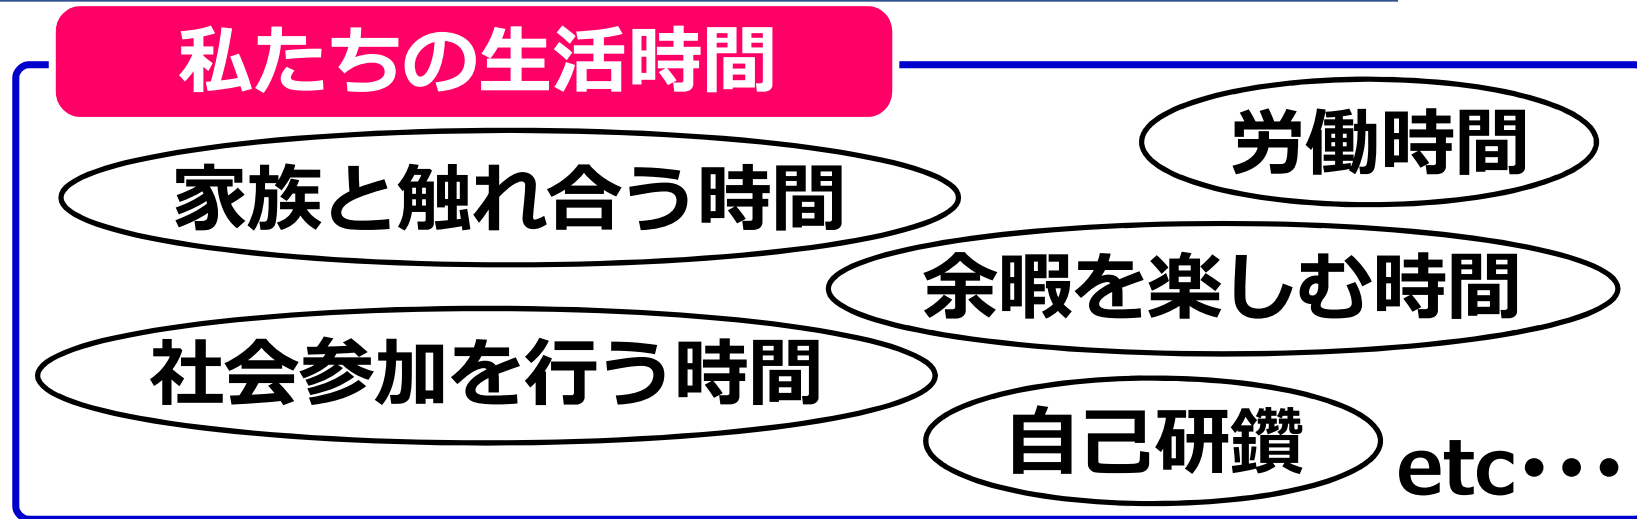 私たちの生活時間
労働時間
家族と触れ合う時間
余暇を楽しむ時間
社会参加を行う時間
自己研鑽
etc･･･